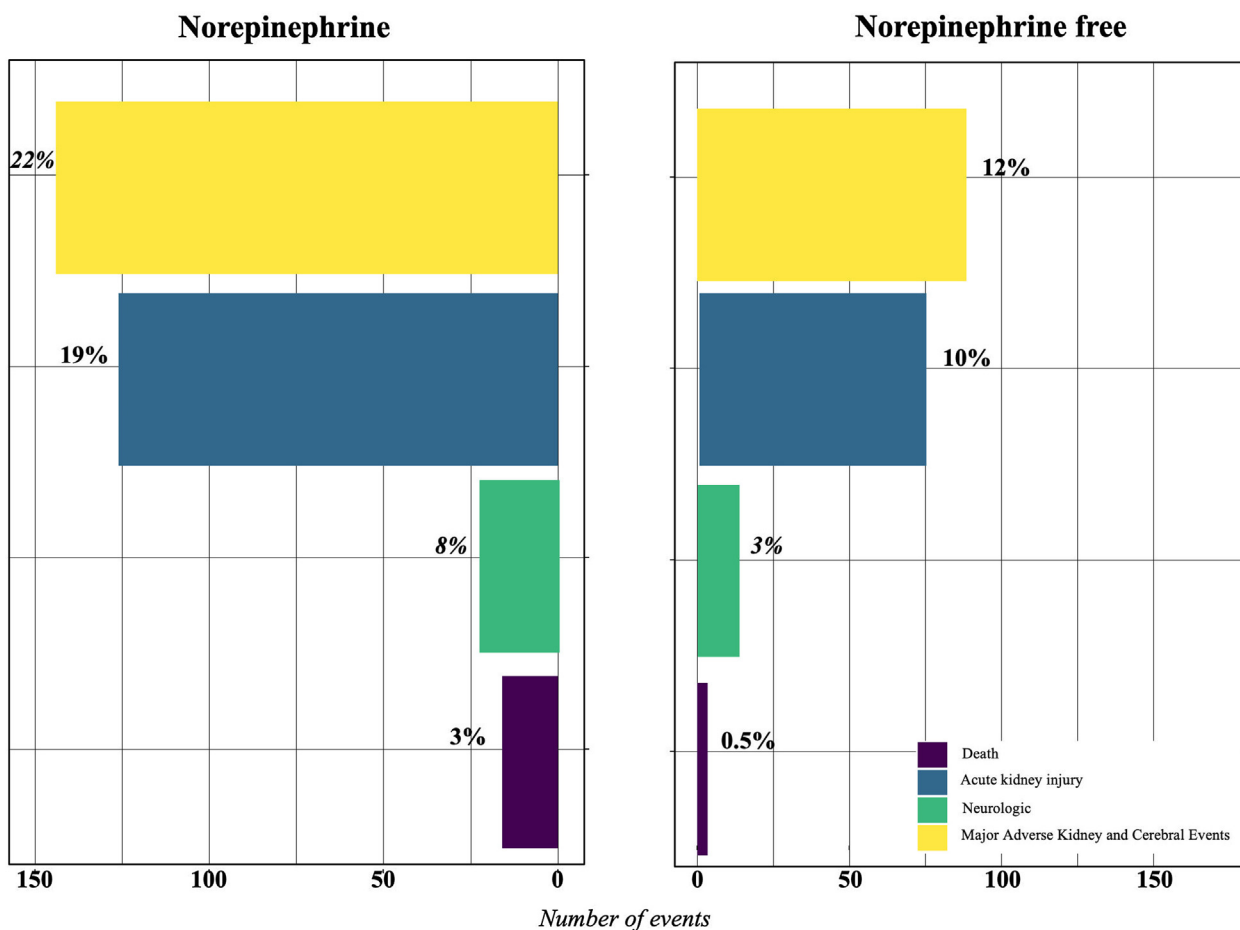 Norepinephrine
Norepinephrine free
22%
12%
19%
10%
8%
3%
3%
0.5%
Death
Acute kidney injury
Neurologic
Major Adverse Kidney and Cerebral Events
150 100 50 0
0 50 100 150
Number of events